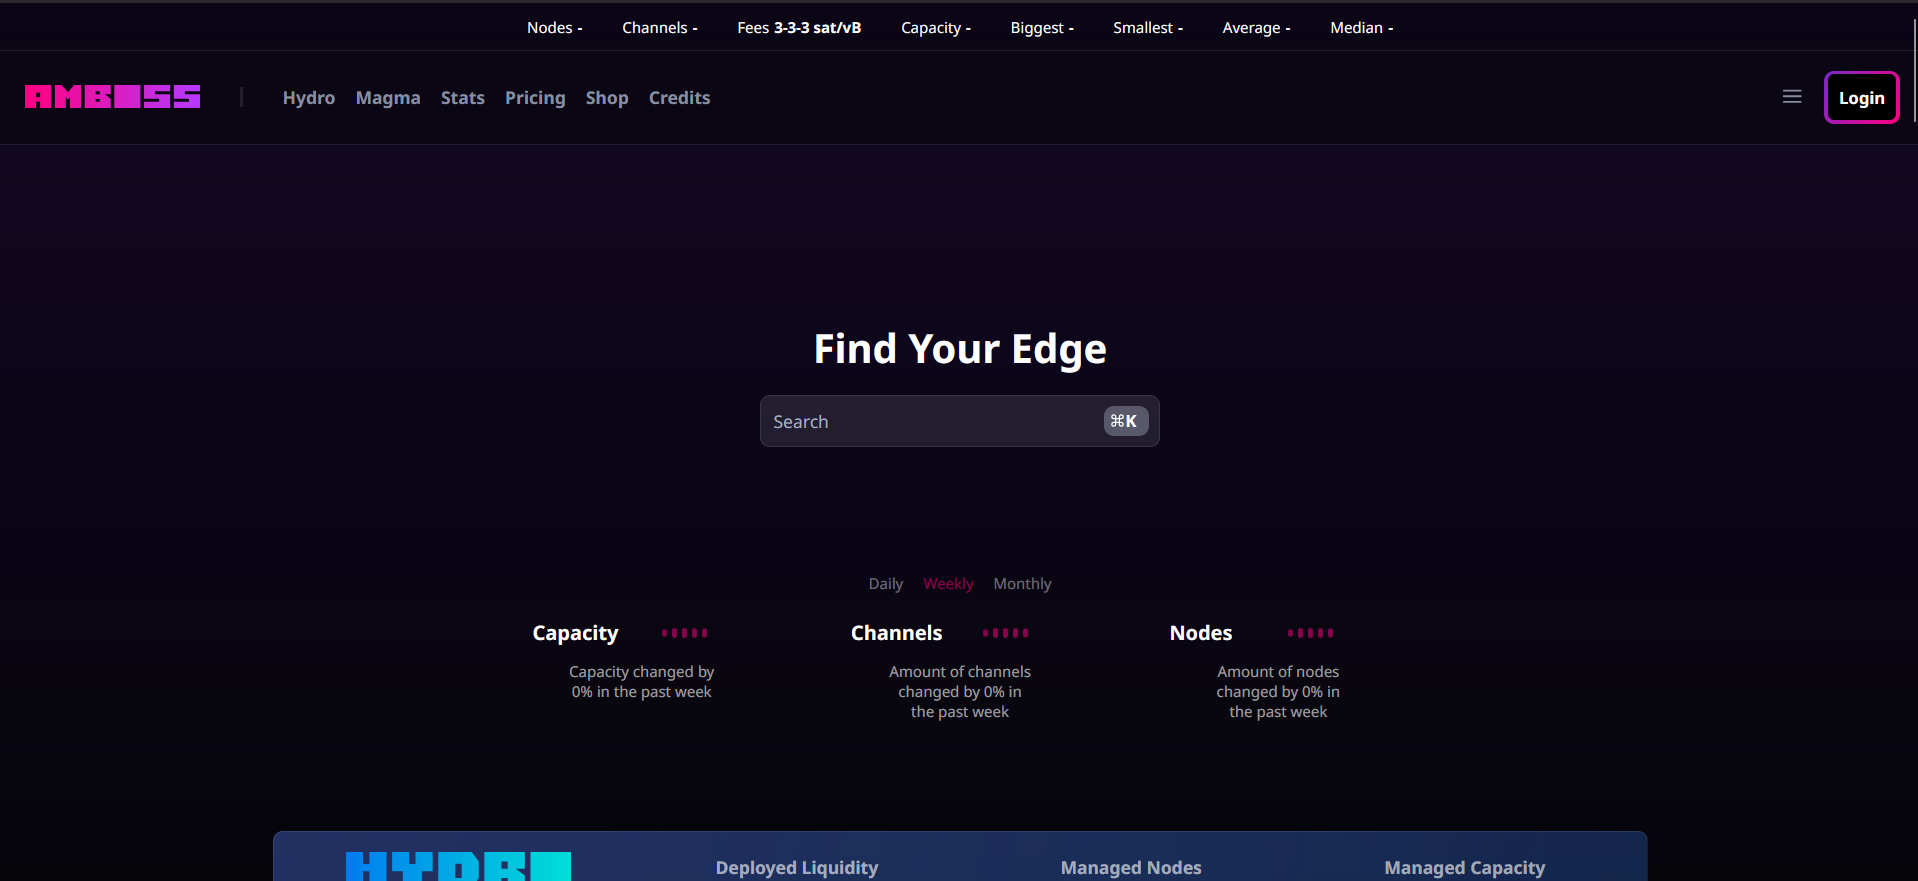 Nodes - Channels - Fees 3-3-3 sat/vB Capacity - Biggest - Smallest - Average - Median -
AMBOSS | Hydro Magma Stats Pricing Shop Credits Login
Find Your Edge
Search ⌘K
Daily Weekly Monthly
Capacity
Capacity changed by
0% in the past week
Channels
Amount of channels
changed by 0% in
the past week
Nodes
Amount of nodes
changed by 0% in
the past week
HYDRO Deployed Liquidity Managed Nodes Managed Capacity